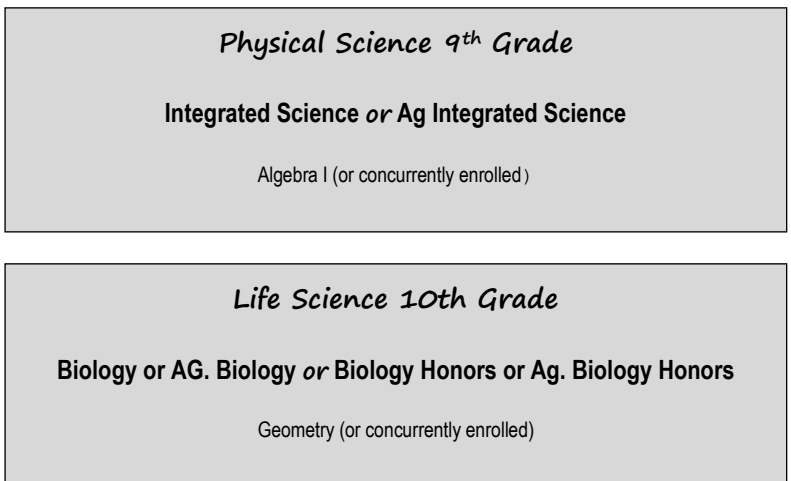 Physical Science 9th Grade
Integrated Science or Ag Integrated Science
Algebra I (or concurrently enrolled)
Life Science 10th Grade
Biology or AG. Biology or Biology Honors or Ag. Biology Honors
Geometry (or concurrently enrolled)